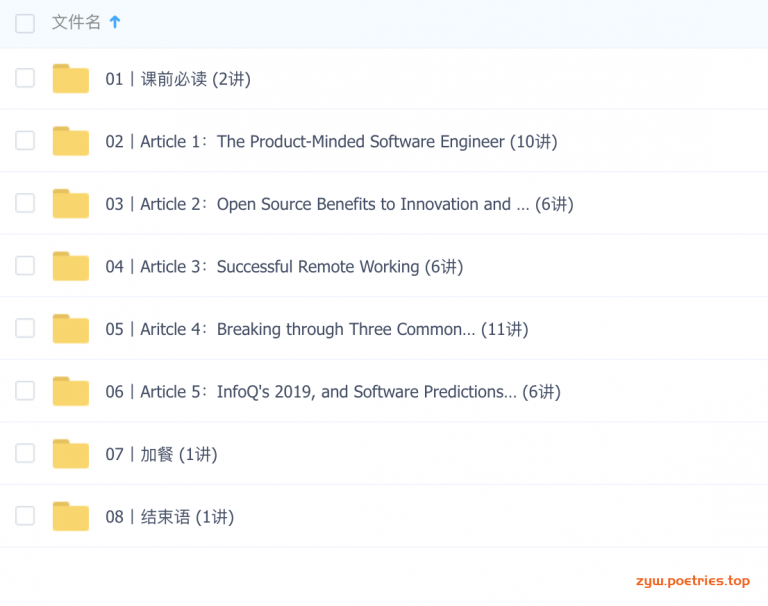 文件名
01丨课前必读 (2讲)
02丨Article 1：The Product-Minded Software Engineer (10讲)
03丨Article 2：Open Source Benefits to Innovation and ... (6讲)
04丨Article 3：Successful Remote Working (6讲)
05丨Aritcle 4：Breaking through Three Common... (11讲)
06丨Article 5：InfoQ's 2019, and Software Predictions... (6讲)
07丨加餐 (1讲)
08丨结束语 (1讲)
zyw.poetries.top